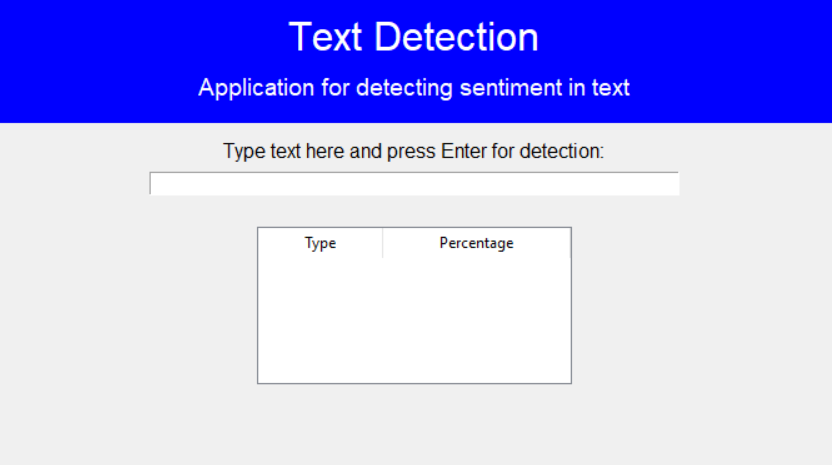 Text Detection
Application for detecting sentiment in text
Type text here and press Enter for detection:
Type Percentage